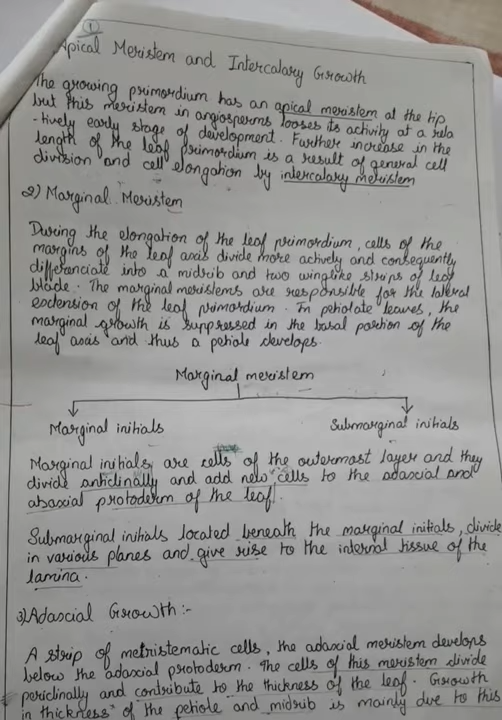 1
Apical Meristem and Intercalary Growth
The growing primordium has an apical meristem at the tip
but this meristem in angiosperms looses its activity at a rela
-tively early stage of development. Further increase in the
length of the leaf primordium is a result of general cell
division and cell elongation by intercalary meristem
2) Marginal Meristem
During the elongation of the leaf primordium, cells of the
margins of the leaf axis divide more actively and consequently
differenciate into a midrib and two winglike strips of leaf
blade. The marginal meristems are responsible for the lateral
extension of the leaf primordium. In petiolate leaves, the
marginal growth is suppressed in the basal portion of the
leaf axis and thus a petiole develops.
Marginal meristem
Marginal initials Submarginal initials
Marginal initials are cells of the outermost layer and they
divide anticlinally and add new cells to the adaxial and
abaxial protoderm of the leaf.
Submarginal initials located beneath the marginal initials, divide
in various planes and give rise to the internal tissue of the
lamina.
3) Adaxial Growth :-
A strip of metristematic cells, the adaxial meristem develops
below the adaxial protoderm. The cells of this meristem divide
periclinally and contribute to the thickness of the leaf. Growth
in thickness of the petiole and midrib is mainly due to this